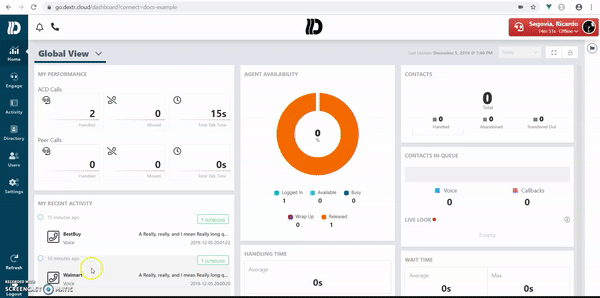 go.dextr.cloud/dashboard?connect=docs-example
Segovia, Ricardo
14m 51s • Offline
Home
Engage
Activity
Directory
Users
Settings
Refresh
Logout
Global View
Last Update: December 5, 2019 @ 7:08 PM
MY PERFORMANCE
ACD Calls
2
Handled
0
Missed
15s
Total Talk Time
Peer Calls
0
Handled
0
Missed
0s
Total Talk Time
MY RECENT ACTIVITY
15 minutes ago
OUTBOUND
BestBuy
Voice
A Really, really, and I mean Really long q...
2019-12-05 20:01:22
16 minutes ago
OUTBOUND
Walmart
Voice
A Really, really, and I mean Really long q...
2019-12-05 20:00:25
AGENT AVAILABILITY
0
%
Logged In
1
Available
0
Busy
0
Wrap Up
0
Released
1
HANDLING TIME
Average
0s
CONTACTS
0
Total
0
Handled
0
Abandoned
0
Transferred Out
CONTACTS IN QUEUE
Voice
0
Callbacks
0
LIVE LOOK
Empty
WAIT TIME
Average
0s
Max
0s
RECORDED WITH
SCREENCAST MATIC